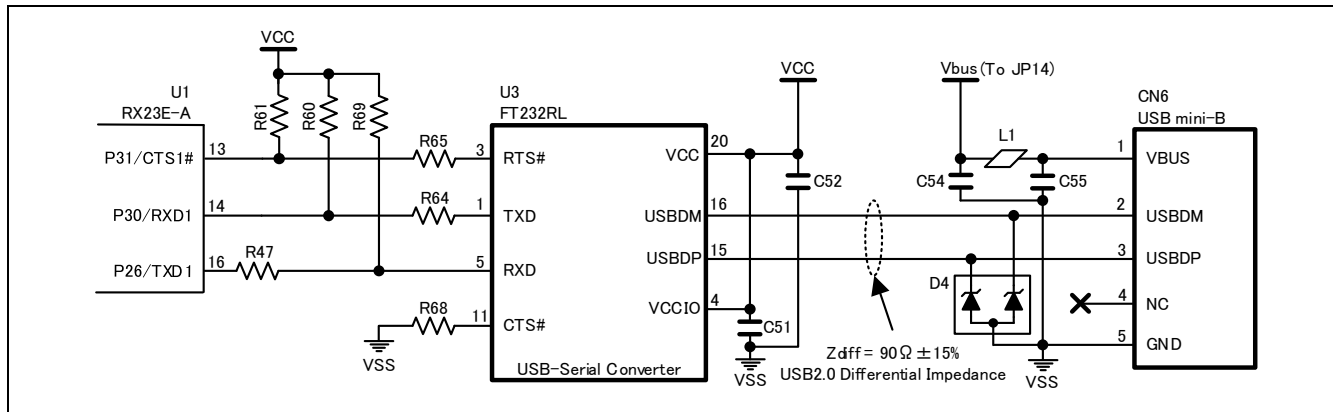 VCC
U1
RX23E-A
R61
R60
R69
P31/CTS1#
13
R65
3
RTS#
P30/RXD1
14
R64
1
TXD
P26/TXD1
16
R47
5
RXD
R68
11
CTS#
VSS
U3
FT232RL
VCC
20
USBDM
16
USBDP
15
VCCIO
4
USB-Serial Converter
VCC
C52
C51
VSS
Zdiff = 90Ω ±15%
USB2.0 Differential Impedance
Vbus(To JP14)
L1
C54
C55
D4
VSS
CN6
USB mini-B
1
VBUS
2
USBDM
3
USBDP
4
NC
5
GND